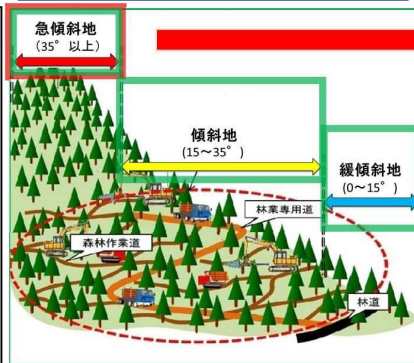 急傾斜地
(35°以上)
傾斜地
(15～35°)
緩傾斜地
(0～15°)
林業専用道
森林作業道
林道